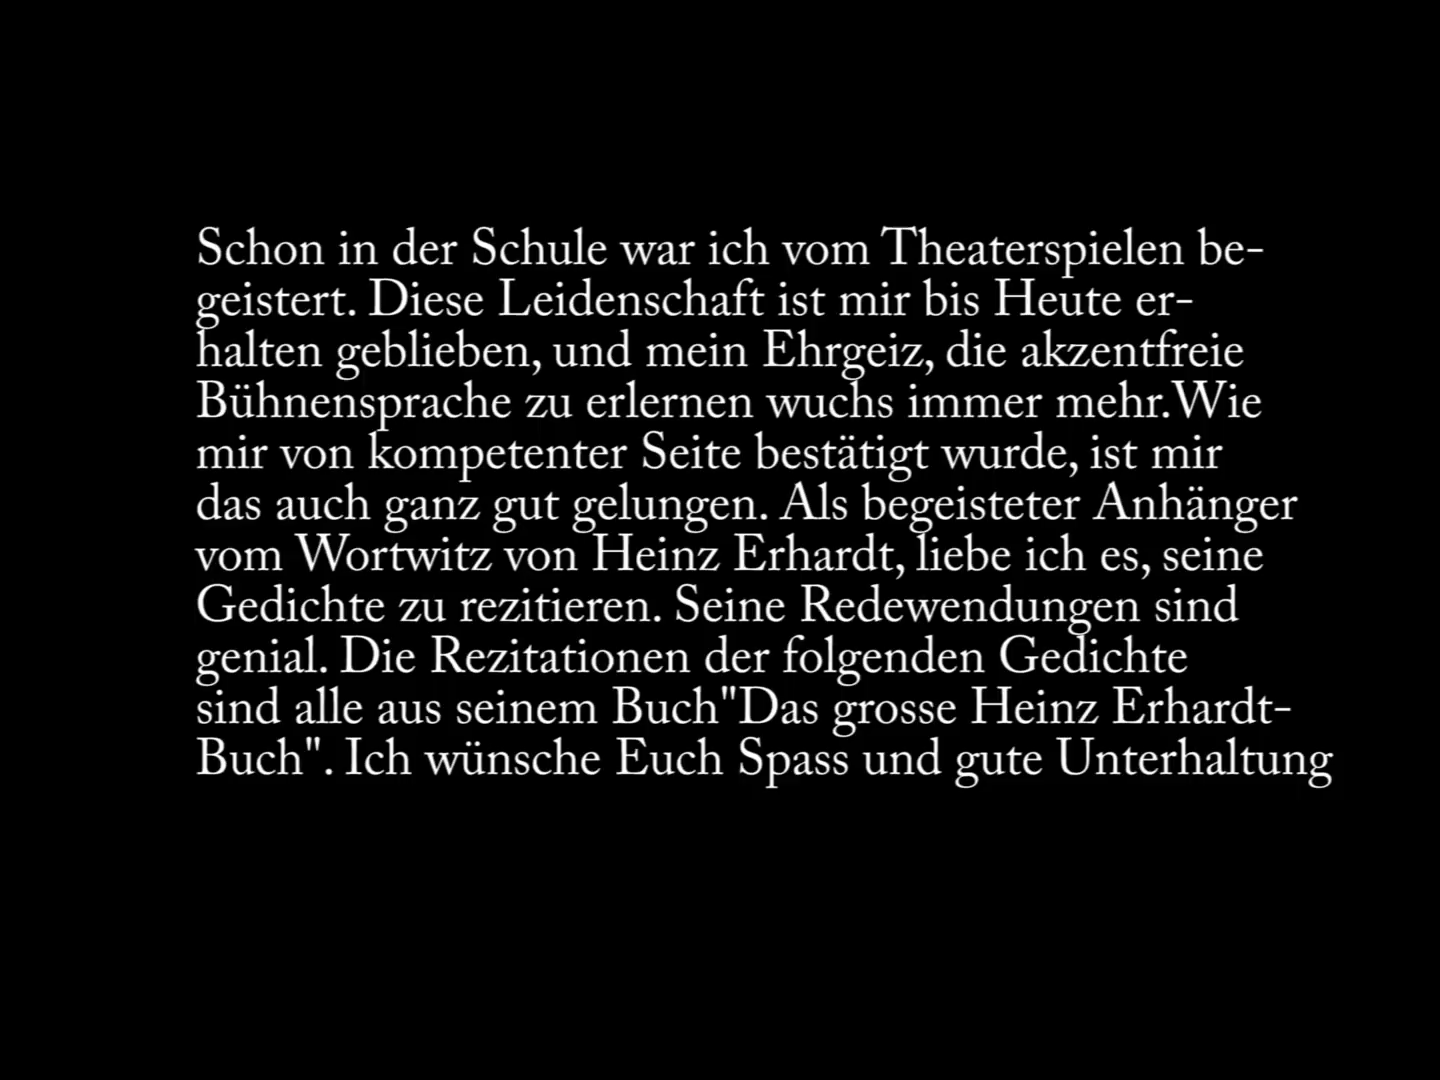 Schon in der Schule war ich vom Theaterspielen be-
geistert. Diese Leidenschaft ist mir bis Heute er-
halten geblieben, und mein Ehrgeiz, die akzentfreie
Bühnensprache zu erlernen wuchs immer mehr.Wie
mir von kompetenter Seite bestätigt wurde, ist mir
das auch ganz gut gelungen. Als begeisteter Anhänger
vom Wortwitz von Heinz Erhardt, liebe ich es, seine
Gedichte zu rezitieren. Seine Redewendungen sind
genial. Die Rezitationen der folgenden Gedichte
sind alle aus seinem Buch"Das grosse Heinz Erhardt-
Buch". Ich wünsche Euch Spass und gute Unterhaltung